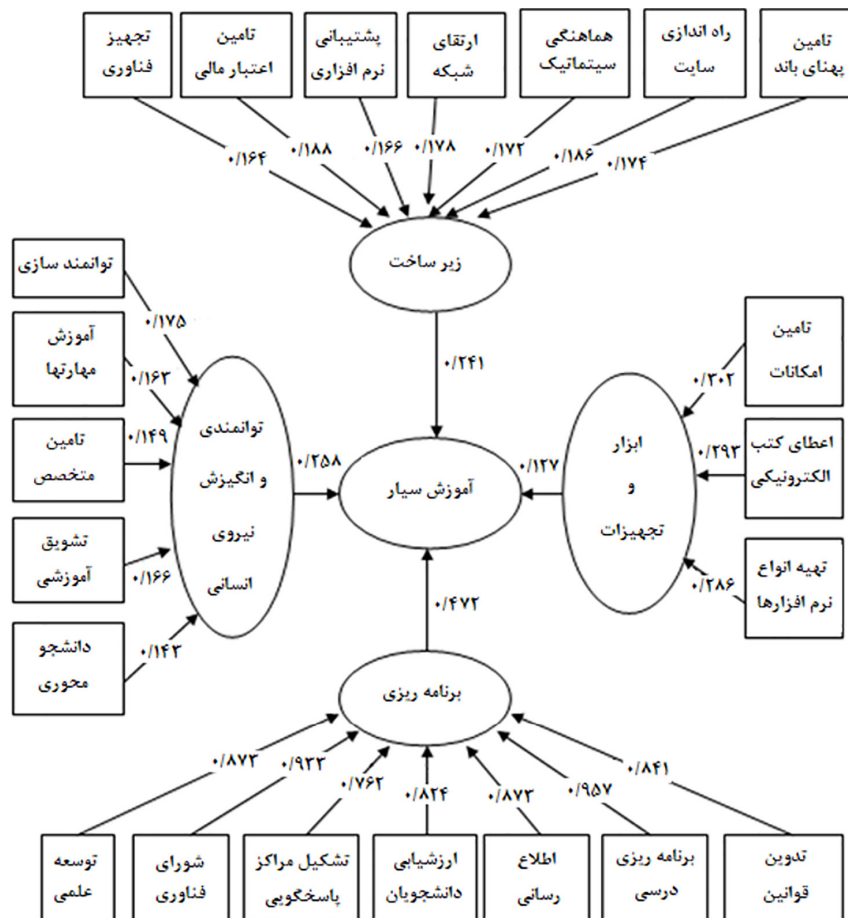 تامین
پهنای باند
راه اندازی
سایت
هماهنگی
سیتماتیک
ارتقای
شبکه
پشتیبانی
نرم افزاری
تامین
اعتبار مالی
تجهیز
فناوری
۰/۱۷۴
۰/۱۸۶
۰/۱۷۲
۰/۱۷۸
۰/۱۶۶
۰/۱۸۸
۰/۱۶۴
زیر ساخت
۰/۲۴۱
تامین
امکانات
اعطای کتب
الکترونیکی
تهیه انواع
نرم افزارها
۰/۳۰۲
۰/۲۹۳
۰/۲۸۶
ابزار
و
تجهیزات
۰/۱۲۷
آموزش سیار
۰/۲۵۸
توانمندی
و انگیزش
نیروی
انسانی
۰/۱۷۵
۰/۱۶۳
۰/۱۴۹
۰/۱۶۶
۰/۱۴۳
توانمند سازی
آموزش
مهارتها
تامین
متخصص
تشویق
آموزشی
دانشجو
محوری
۰/۴۷۲
برنامه ریزی
۰/۸۴۱
۰/۹۵۷
۰/۸۷۳
۰/۸۲۴
۰/۷۶۲
۰/۹۳۳
۰/۸۷۳
تدوین
قوانین
برنامه ریزی
درسی
اطلاع
رسانی
ارزشیابی
دانشجویان
تشکیل مراکز
پاسخگویی
شورای
فناوری
توسعه
علمی